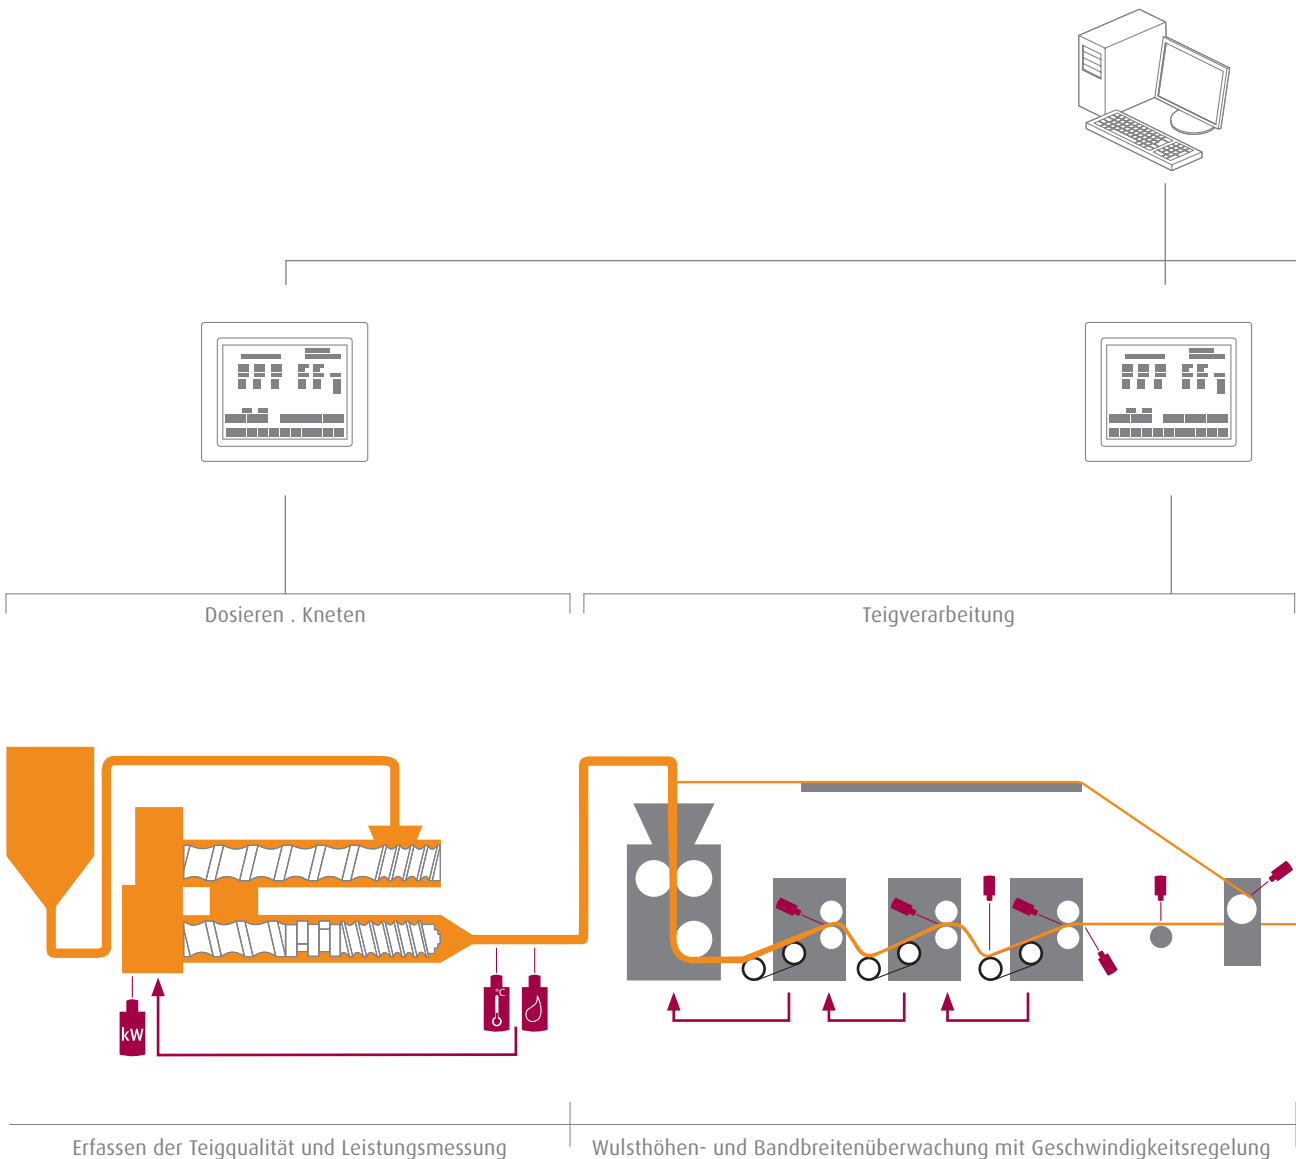 Dosieren . Kneten
Teigverarbeitung
°C
kW
Erfassen der Teigqualität und Leistungsmessung
Wulsthöhen- und Bandbreitenüberwachung mit Geschwindigkeitsregelung